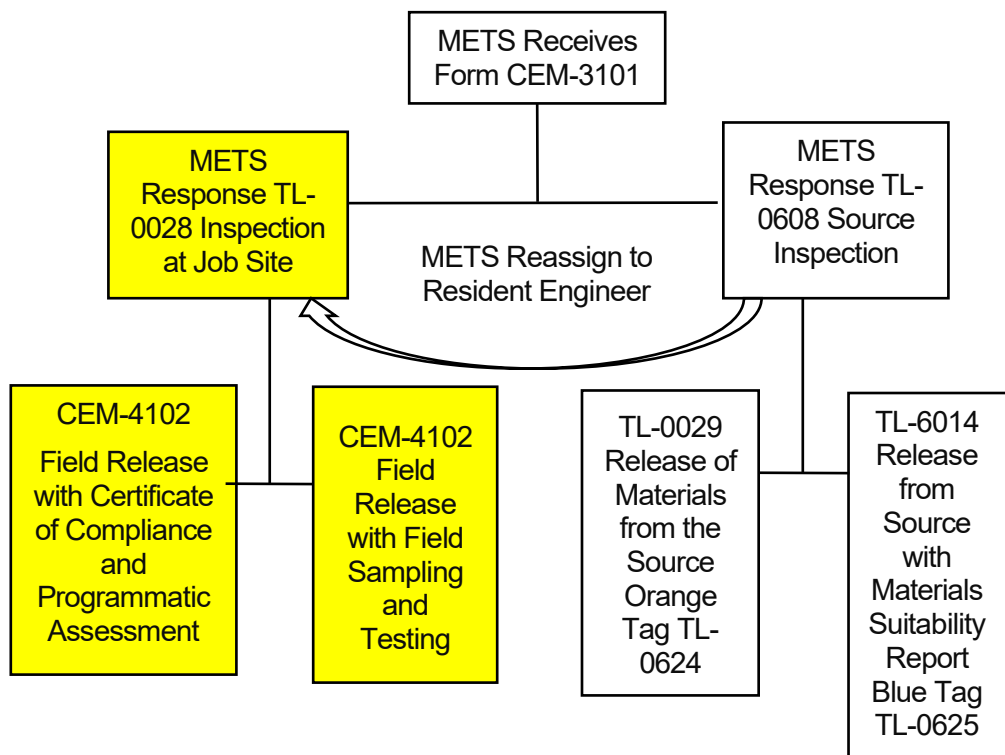 METS Receives
Form CEM-3101
METS
Response TL-
0028 Inspection
at Job Site
METS
Response TL-
0608 Source
Inspection
METS Reassign to
Resident Engineer
CEM-4102
Field Release
with Certificate
of Compliance
and
Programmatic
Assessment
CEM-4102
Field
Release
with Field
Sampling
and
Testing
TL-0029
Release of
Materials
from the
Source
Orange
Tag TL-
0624
TL-6014
Release
from
Source
with
Materials
Suitability
Report
Blue Tag
TL-0625